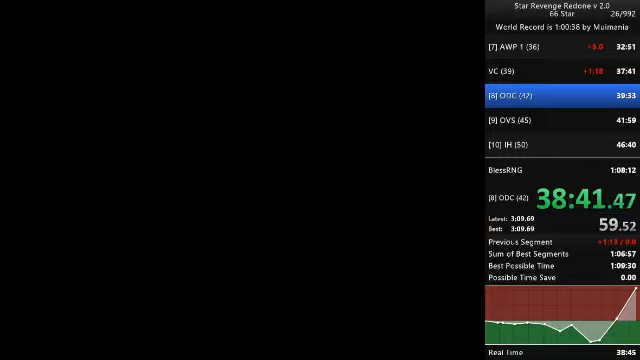 Star Revenge Redone v 2.0
66 Star 26/992
World Record is 1:00:38 by Muimania
[7] AWP 1 (36) +5.0 32:51
VC (39) +1:18 37:41
[8] ODC (42) 39:33
[9] OVS (45) 41:59
[10] IH (50) 46:40
BlessRNG 1:08:12
[8] ODC (42) 38:41.47
Latest: 3:09.69
Best: 3:09.69 59.52
Previous Segment +1:13 / 0.0
Sum of Best Segments 1:06:57
Best Possible Time 1:09:30
Possible Time Save 0.00
Real Time 38:45